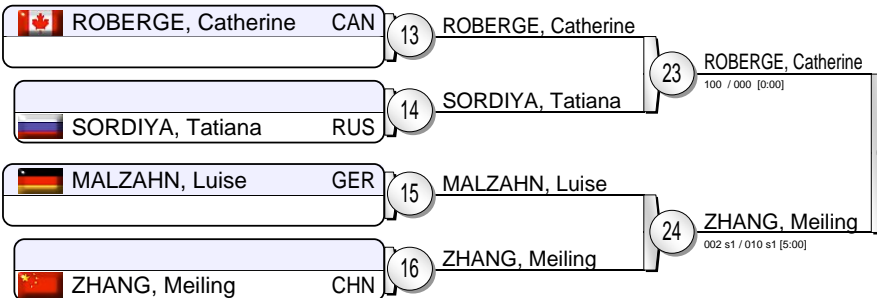 ROBERGE, Catherine CAN
13
ROBERGE, Catherine
SORDIYA, Tatiana RUS
14
SORDIYA, Tatiana
23
ROBERGE, Catherine
100 / 000 [0:00]
MALZAHN, Luise GER
15
MALZAHN, Luise
ZHANG, Meiling CHN
16
ZHANG, Meiling
24
ZHANG, Meiling
002 s1 / 010 s1 [5:00]